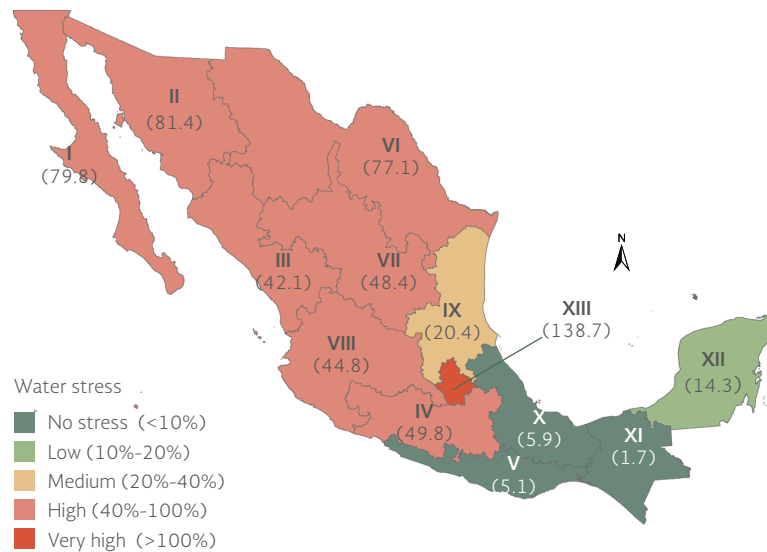 II
(81.4)
VI
(77.1)
I
(79.8)
N
III
(42.1)
VII
(48.4)
IX
(20.4)
XIII
(138.7)
VIII
(44.8)
XII
(14.3)
IV
(49.8)
X
(5.9)
XI
(1.7)
V
(5.1)
Water stress
No stress (<10%)
Low (10%-20%)
Medium (20%-40%)
High (40%-100%)
Very high (>100%)